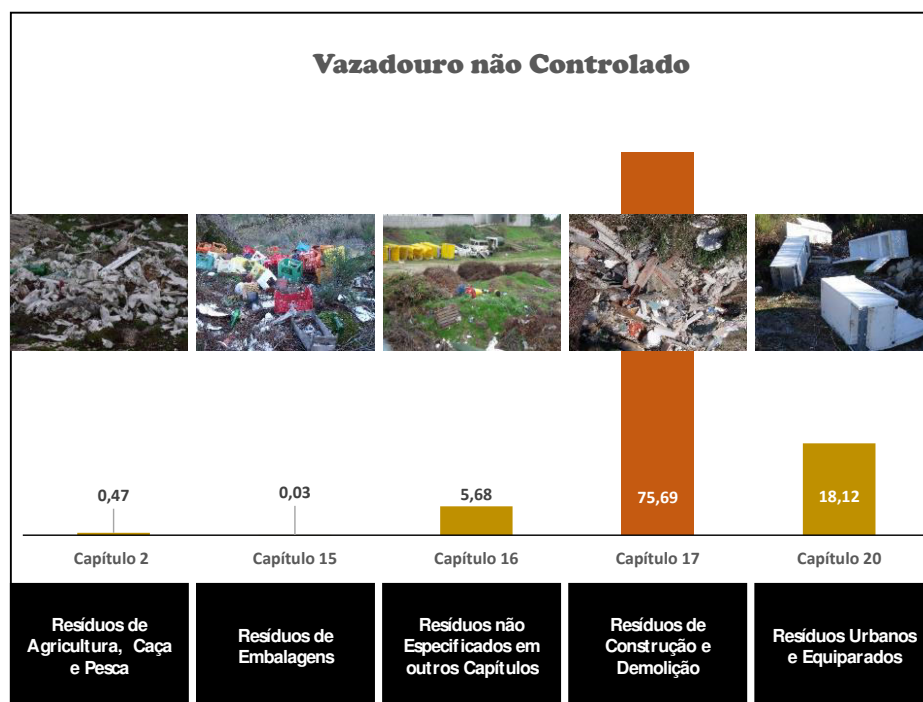 Vazadouro não Controlado
0,47
0,03
5,68
75,69
18,12
Capítulo 2
Capítulo 15
Capítulo 16
Capítulo 17
Capítulo 20
Resíduos de
Agricultura, Caça
e Pesca
Resíduos de
Embalagens
Resíduos não
Especificados em
outros Capítulos
Resíduos de
Construção e
Demolição
Resíduos Urbanos
e Equiparados